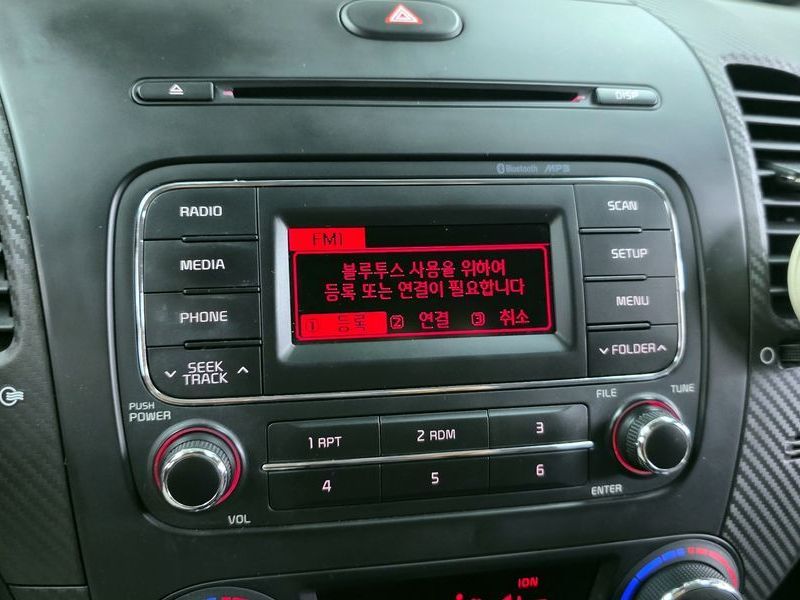 DISP
Bluetooth MP3
RADIO
SCAN
FM1
MEDIA
SETUP
블루투스 사용을 위하여
등록 또는 연결이 필요합니다
PHONE
MENU
1 등록 2 연결 3 취소
SEEK
TRACK
FOLDER
PUSH
POWER
FILE
TUNE
1 RPT
2 RDM
3
4
5
6
VOL
ENTER
ION